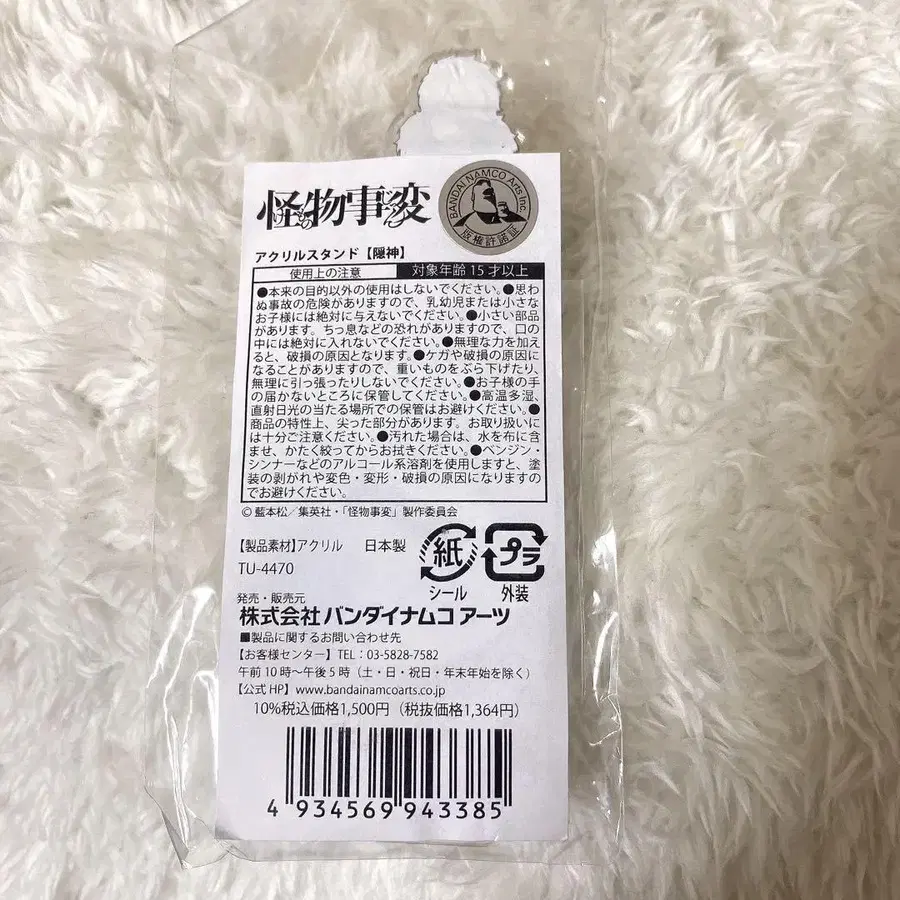 怪物事変
けものじへん
BANDAI NAMCO Arts Inc.
版権許諾証
アクリルスタンド【隠神】
使用上の注意
対象年齢15才以上
●本来の目的以外の使用はしないでください。●思わ
ぬ事故の危険がありますので、乳幼児または小さな
お子様には絶対に与えないでください。●小さい部品
があります。ちっ息などの恐れがありますので、口の
中には絶対に入れないでください。●無理な力を加え
ると、破損の原因となります。●ケガや破損の原因に
なることがありますので、重いものをぶら下げたり、
無理に引っ張ったりしないでください。●お子様の手
の届かないところに保管してください。●高温多湿、
直射日光の当たる場所での保管はお避けください。●
商品の特性上、尖った部分があります。お取り扱いに
は十分ご注意ください。●汚れた場合は、水を布に含
ませ、かたく絞ってからお拭きください。●ベンジン・
シンナーなどのアルコール系溶剤を使用しますと、塗
装の剥がれや変色・変形・破損の原因になりますの
でお避けください。
© 藍本松／集英社・「怪物事変」製作委員会
【製品素材】アクリル 日本製
TU-4470
紙
シール
プラ
外装
発売・販売元
株式会社 バンダイナムコ アーツ
■製品に関するお問い合わせ先
【お客様センター】TEL：03-5828-7582
午前10時〜午後5時（土・日・祝日・年末年始を除く）
【公式HP】www.bandainamcoarts.co.jp
10%税込価格1,500円（税抜価格1,364円）
4 934569 943385